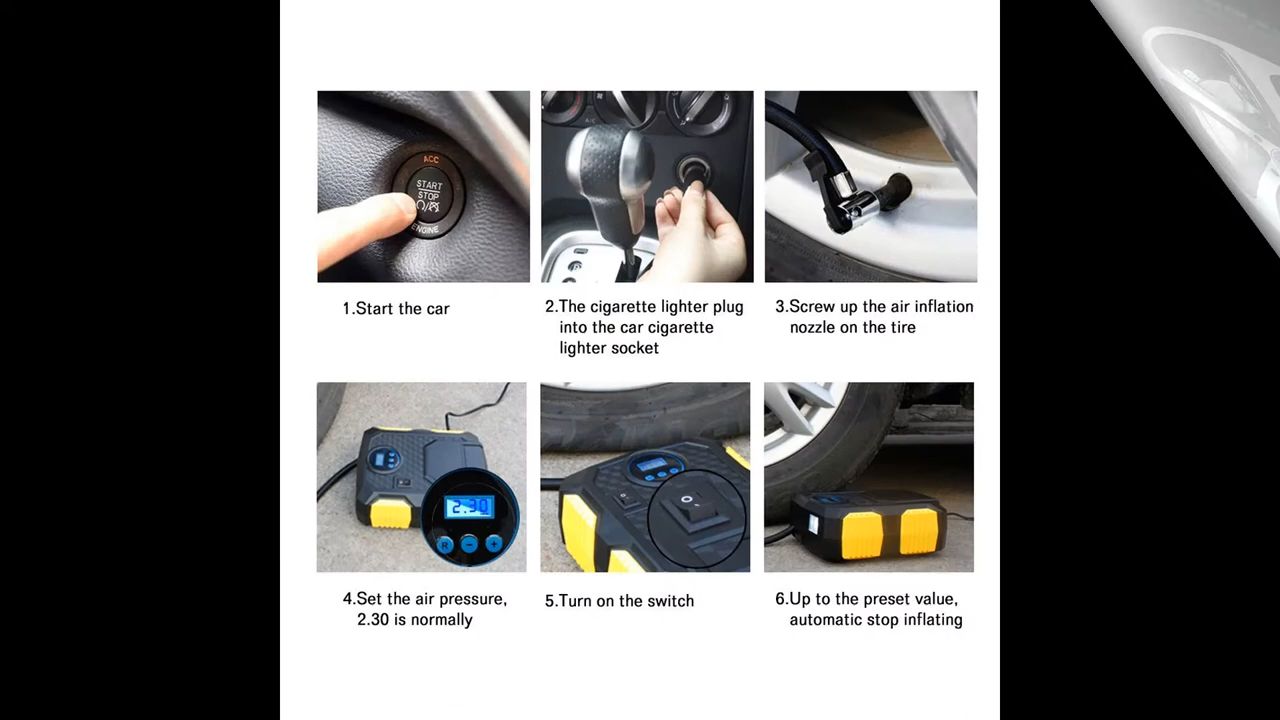 ACC
START
STOP
ENGINE
A/C
1.Start the car
2.The cigarette lighter plug
into the car cigarette
lighter socket
3.Screw up the air inflation
nozzle on the tire
2.30
R - +
4.Set the air pressure,
2.30 is normally
5.Turn on the switch
6.Up to the preset value,
automatic stop inflating